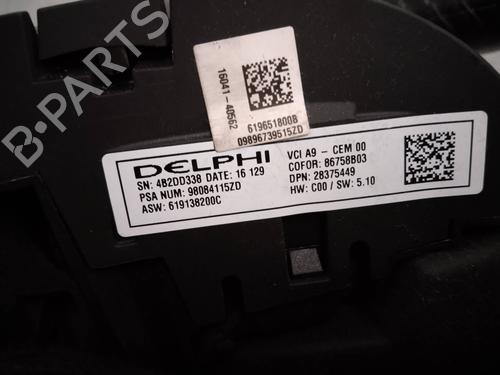 B-PARTS
16041-40562
619651800B
09896739515ZD
DELPHI
SN: 4B2DD338 DATE: 16 129
PSA NUM: 98084115ZD
ASW: 619138200C
VCI A9 - CEM 00
COFOR: 86758B03
DPN: 28375449
HW: C00 / SW: 5.10